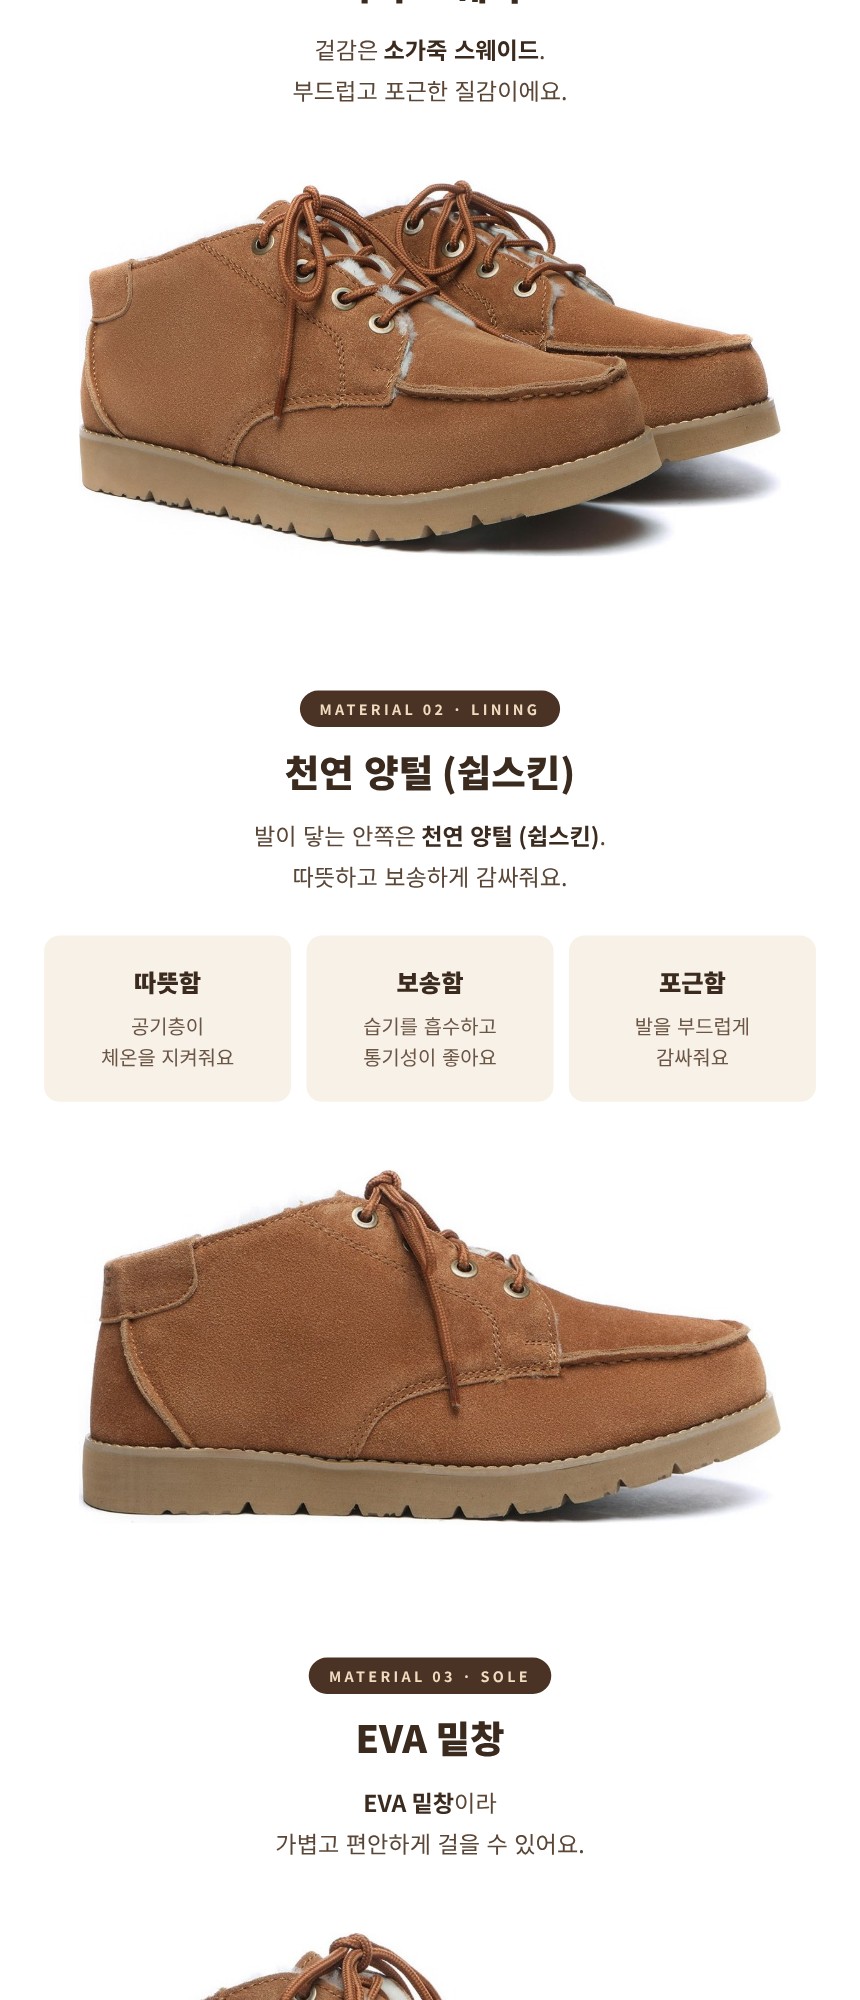 겉감은 소가죽 스웨이드.
부드럽고 포근한 질감이에요.
MATERIAL 02 · LINING
천연 양털 (쉽스킨)
발이 닿는 안쪽은 천연 양털 (쉽스킨).
따뜻하고 보송하게 감싸줘요.
따뜻함
공기층이
체온을 지켜줘요
보송함
습기를 흡수하고
통기성이 좋아요
포근함
발을 부드럽게
감싸줘요
MATERIAL 03 · SOLE
EVA 밑창
EVA 밑창이라
가볍고 편안하게 걸을 수 있어요.